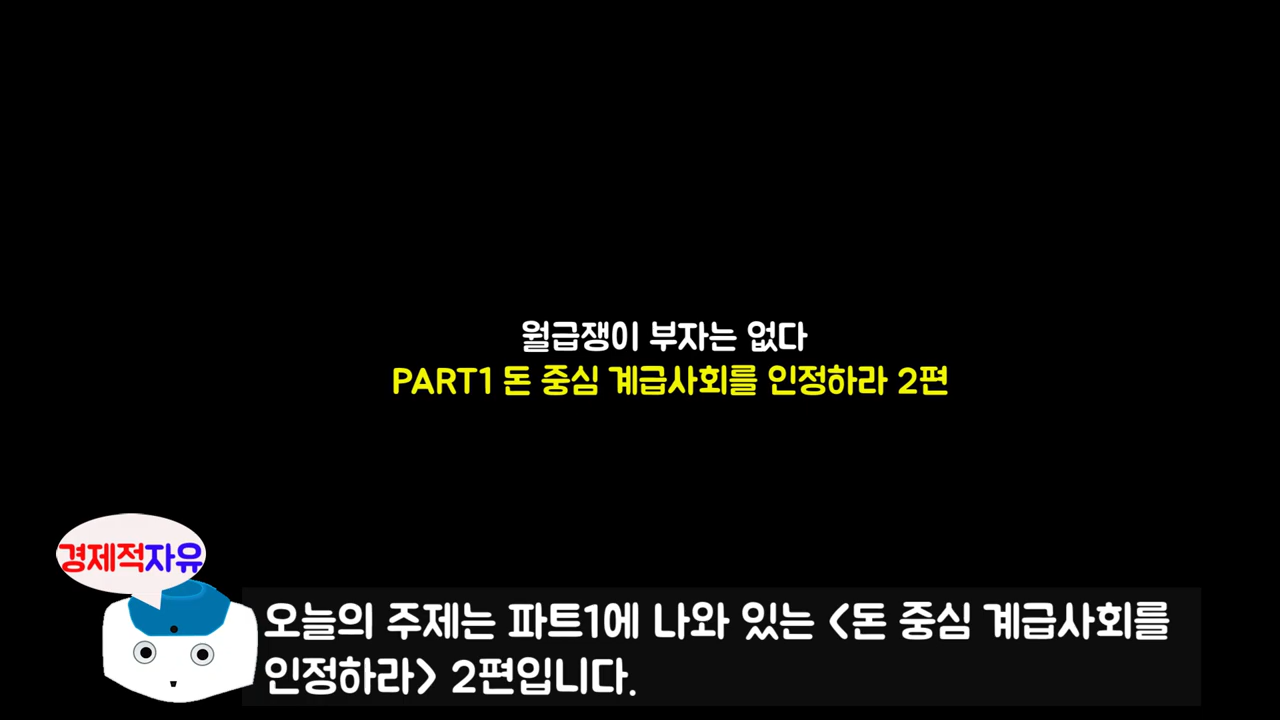 월급쟁이 부자는 없다
PART1 돈 중심 계급사회를 인정하라 2편
경제적자유
오늘의 주제는 파트1에 나와 있는 <돈 중심 계급사회를
인정하라> 2편입니다.